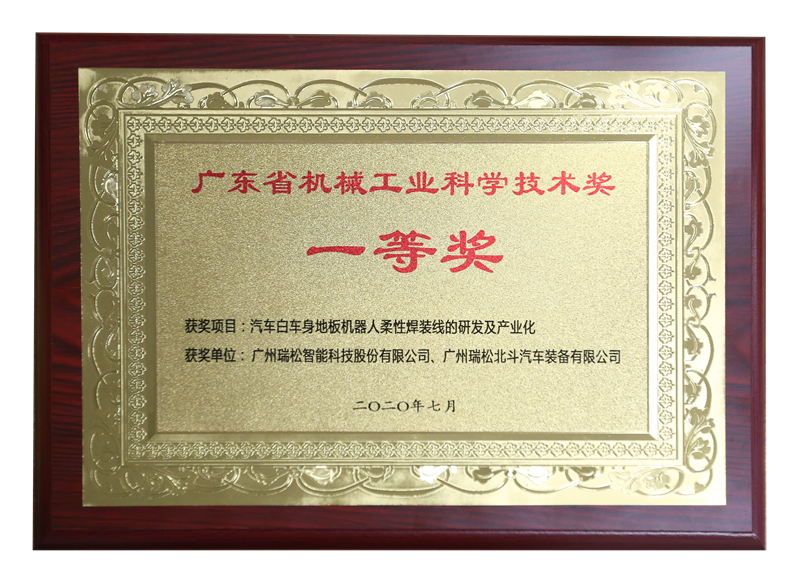 广东省机械工业科学技术奖
一等奖
获奖项目：汽车白车身地板机器人柔性焊装线的研发及产业化
获奖单位：广州瑞松智能科技股份有限公司、广州瑞松北斗汽车装备有限公司
二〇二〇年七月